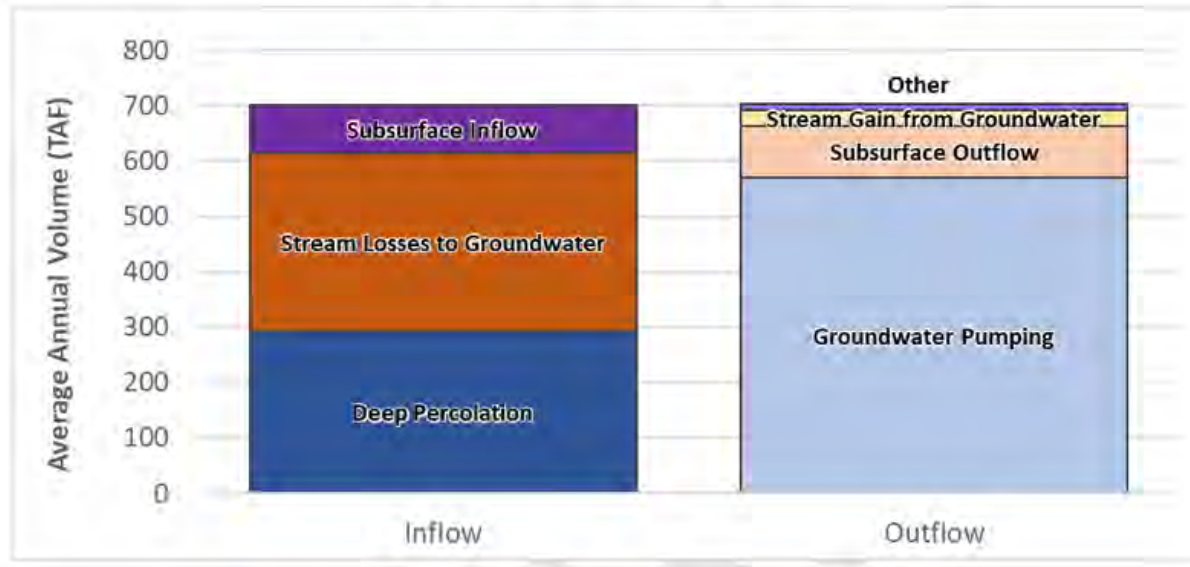 Average Annual Volume (TAF)
800
700
600
500
400
300
200
100
0
Subsurface Inflow
Stream Losses to Groundwater
Deep Percolation
Other
Stream Gain from Groundwater
Subsurface Outflow
Groundwater Pumping
Inflow
Outflow